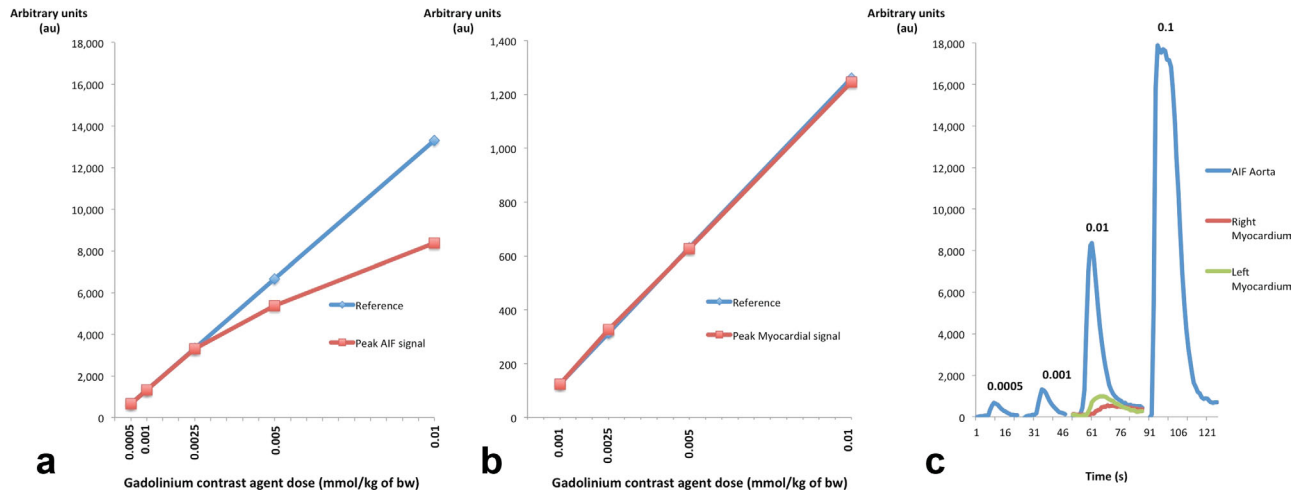 Arbitrary units
(au)
18,000
16,000
14,000
12,000
10,000
8,000
6,000
4,000
2,000
0
0.00005
0.001
0.0025
0.005
0.01
Reference
Peak AIF signal
a
Gadolinium contrast agent dose (mmol/kg of bw)
Arbitrary units
(au)
1,400
1,200
1,000
800
600
400
200
0
0.001
0.0025
0.005
0.01
Reference
Peak Myocardial signal
b
Gadolinium contrast agent dose (mmol/kg of bw)
Arbitrary units
(au)
18,000
16,000
14,000
12,000
10,000
8,000
6,000
4,000
2,000
0
0.0005
0.001
0.01
0.1
1 16 31 46 61 76 91 106 121
AIF Aorta
Right
Myocardium
Left
Myocardium
c
Time (s)